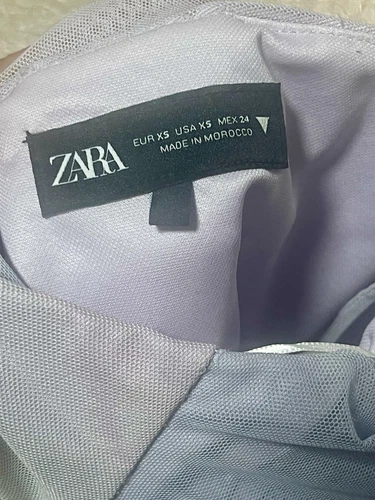 ZARA
EUR XS USA XS MEX 24
MADE IN MOROCCO